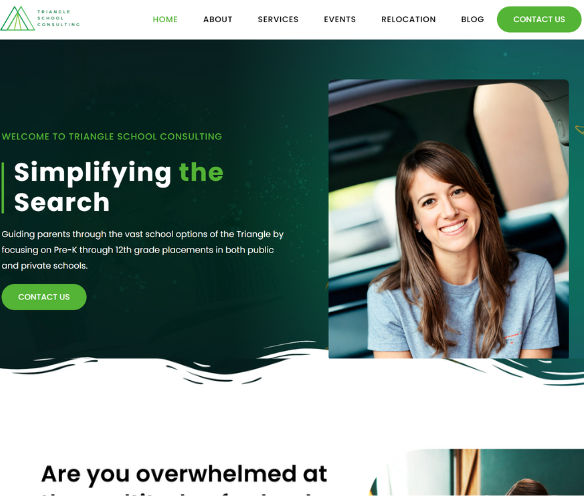 TRIANGLE
SCHOOL
CONSULTING
HOME
ABOUT
SERVICES
EVENTS
RELOCATION
BLOG
CONTACT US
WELCOME TO TRIANGLE SCHOOL CONSULTING
Simplifying the
Search
Guiding parents through the vast school options of the Triangle by
focusing on Pre-K through 12th grade placements in both public
and private schools.
CONTACT US
Are you overwhelmed at